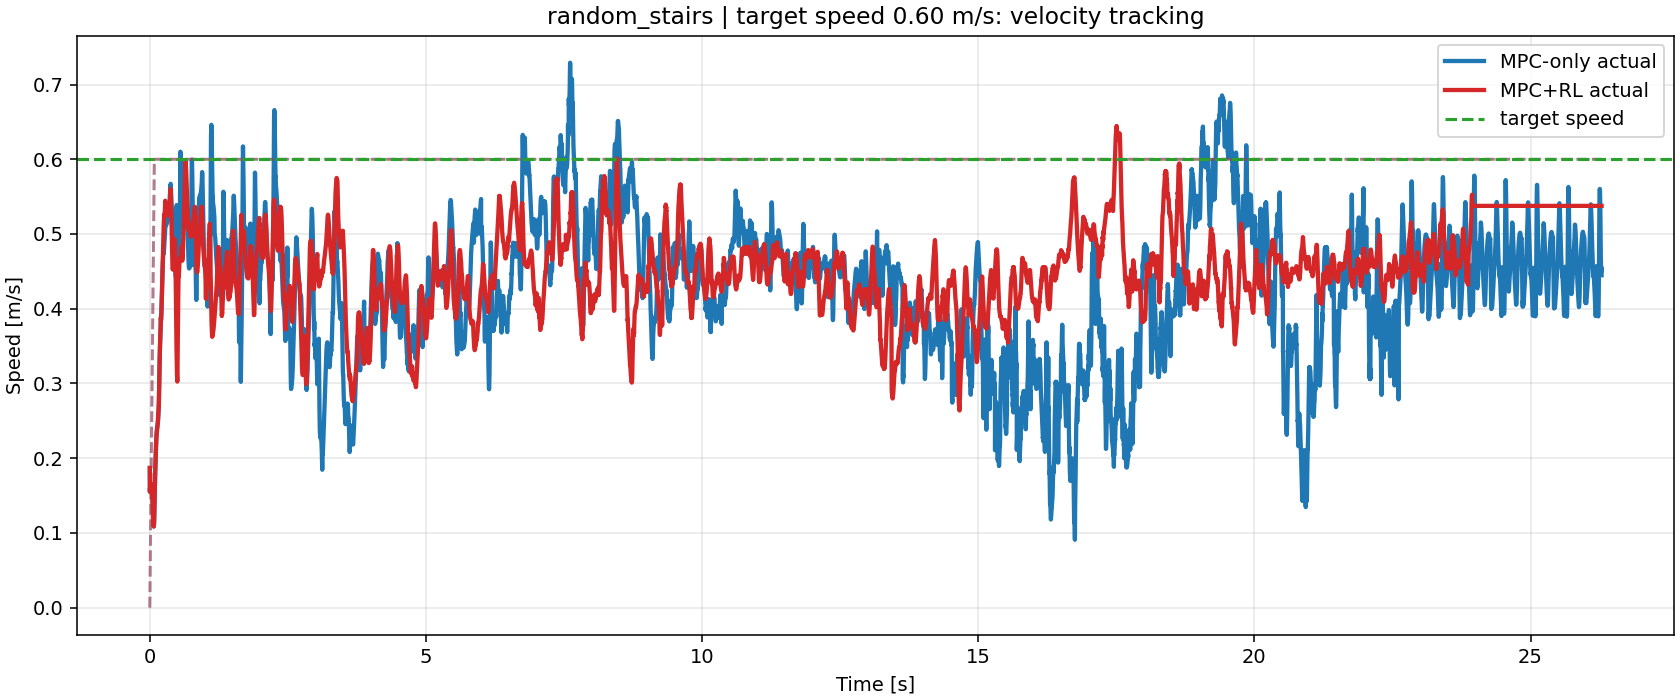 random_stairs | target speed 0.60 m/s: velocity tracking
MPC-only actual
MPC+RL actual
target speed
Speed [m/s]
0.7
0.6
0.5
0.4
0.3
0.2
0.1
0.0
0
5
10
15
20
25
Time [s]